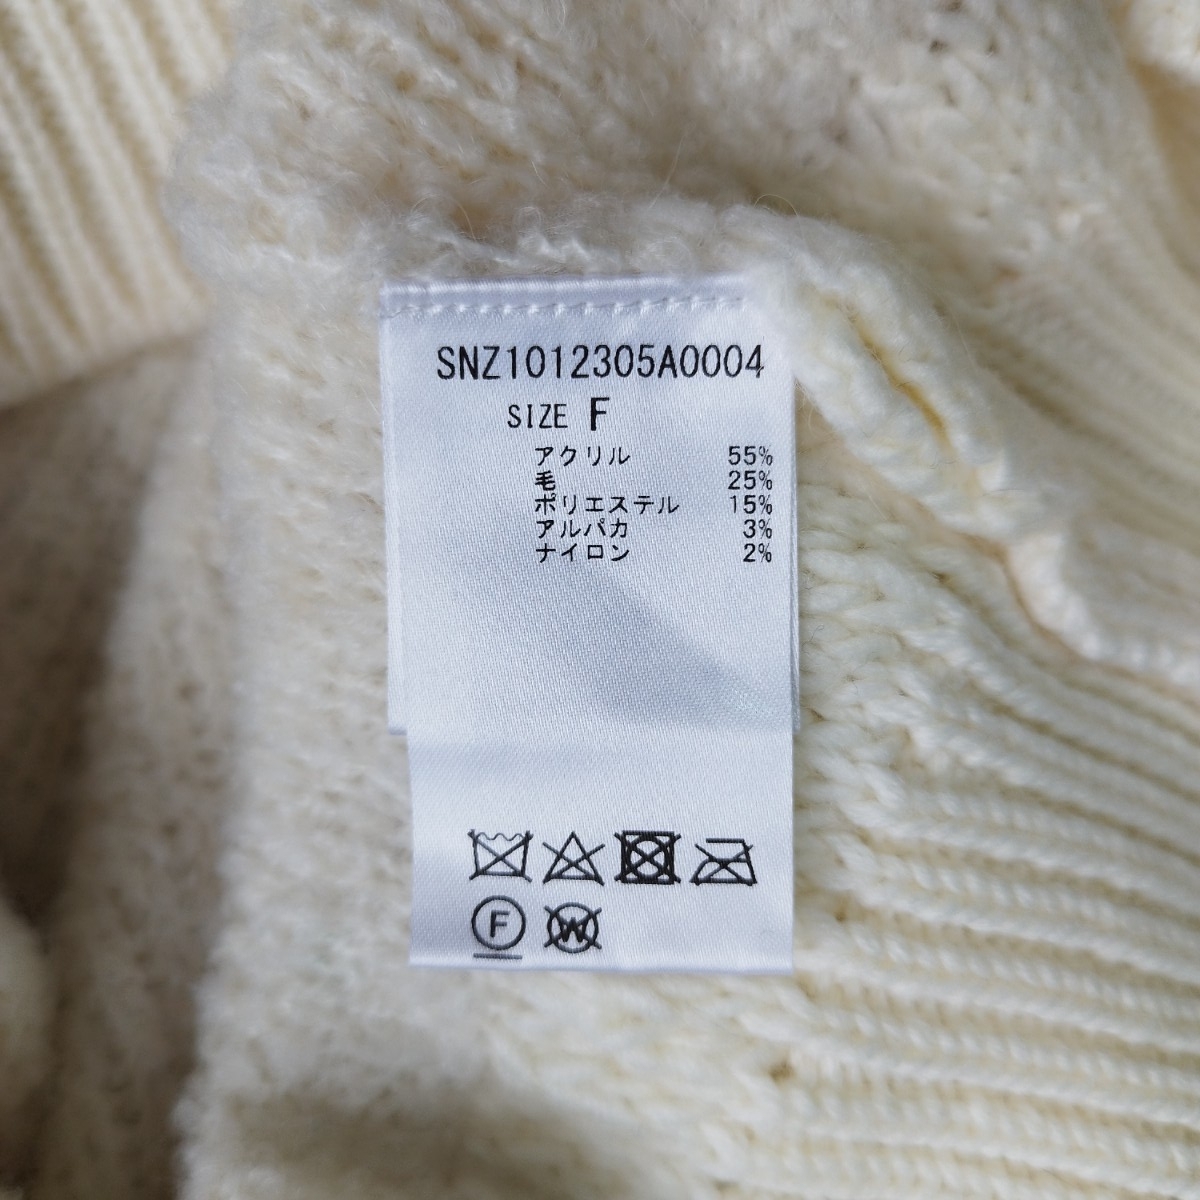 SNZ1012305A0004
SIZE F
アクリル 55%
毛 25%
ポリエステル 15%
アルパカ 3%
ナイロン 2%
F W